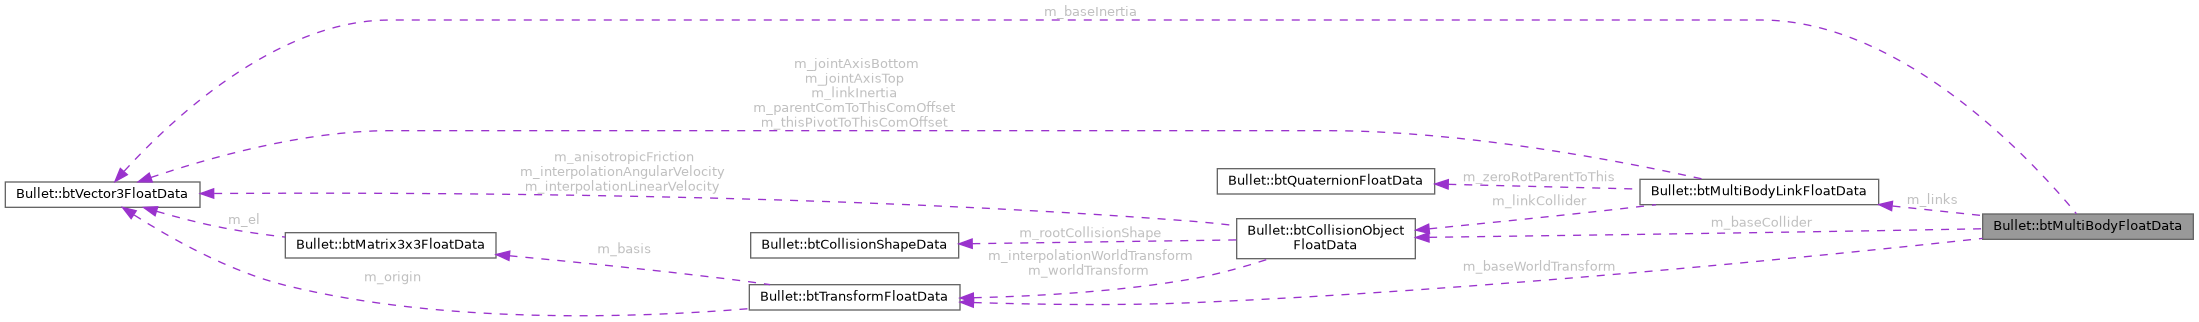 m_baseInertia
m_jointAxisBottom
m_jointAxisTop
m_linkInertia
m_parentComToThisComOffset
m_thisPivotToThisComOffset
m_anisotropicFriction
m_interpolationAngularVelocity
m_interpolationLinearVelocity
Bullet::btVector3FloatData
m_el
Bullet::btMatrix3x3FloatData
m_origin
m_basis
Bullet::btCollisionShapeData
Bullet::btTransformFloatData
m_rootCollisionShape
m_interpolationWorldTransform
m_worldTransform
Bullet::btQuaternionFloatData
Bullet::btCollisionObject
FloatData
m_zeroRotParentToThis
m_linkCollider
m_baseCollider
m_baseWorldTransform
Bullet::btMultiBodyLinkFloatData
m_links
Bullet::btMultiBodyFloatData